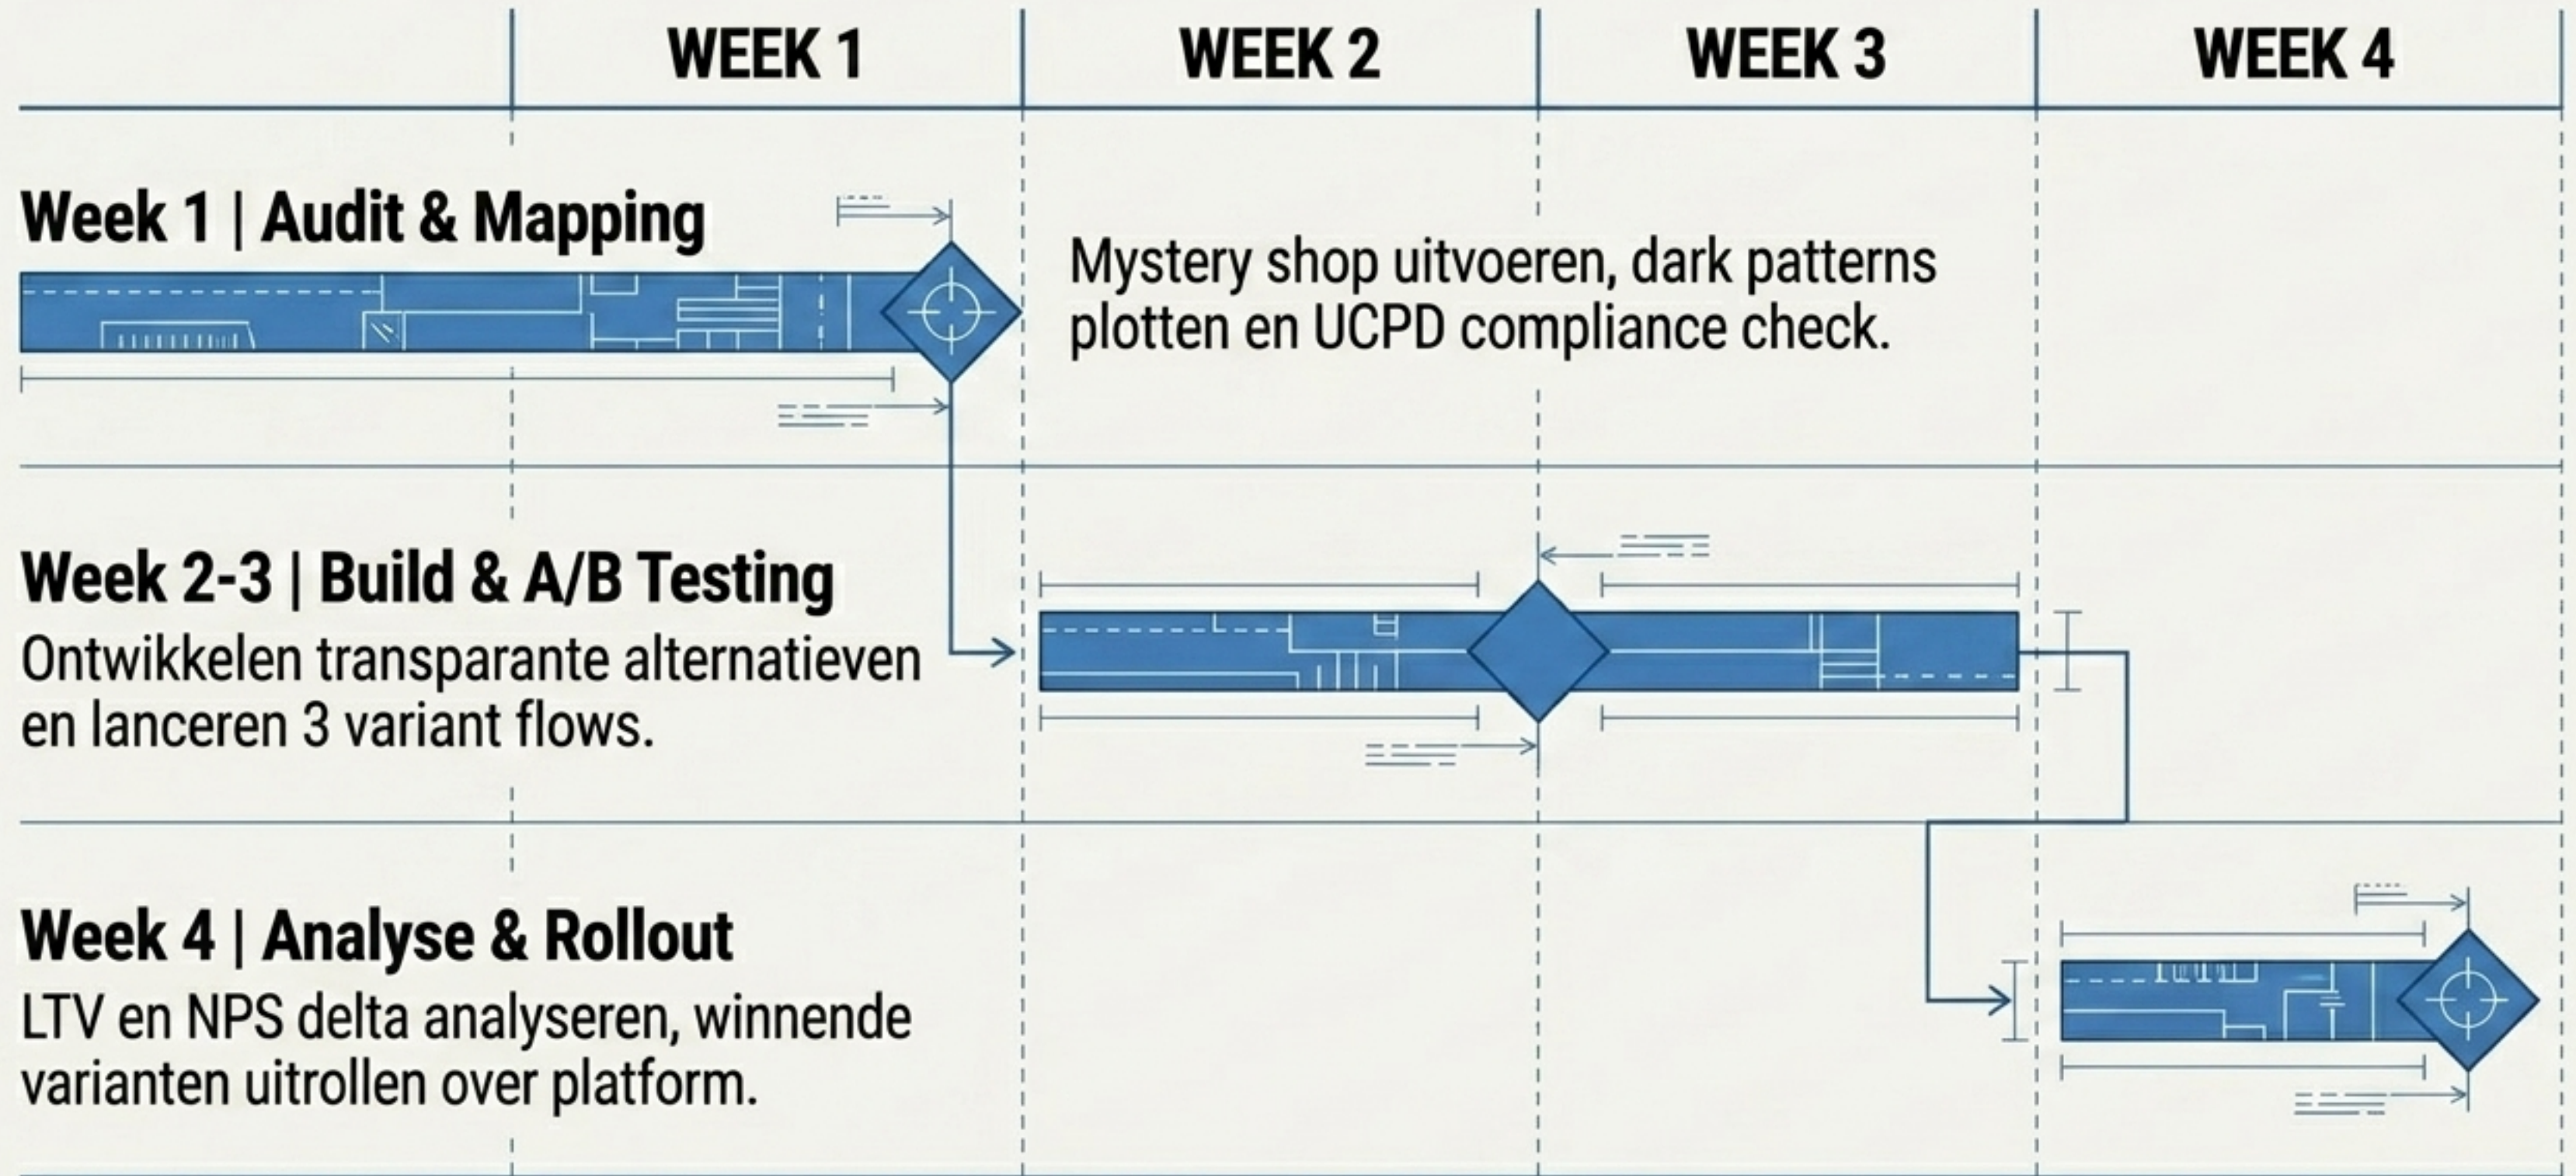 WEEK 1
WEEK 2
WEEK 3
WEEK 4
Week 1 | Audit & Mapping
Mystery shop uitvoeren, dark patterns
plotten en UCPD compliance check.
Week 2-3 | Build & A/B Testing
Ontwikkelen transparante alternatieven
en lanceren 3 variant flows.
Week 4 | Analyse & Rollout
LTV en NPS delta analyseren, winnende
varianten uitrollen over platform.